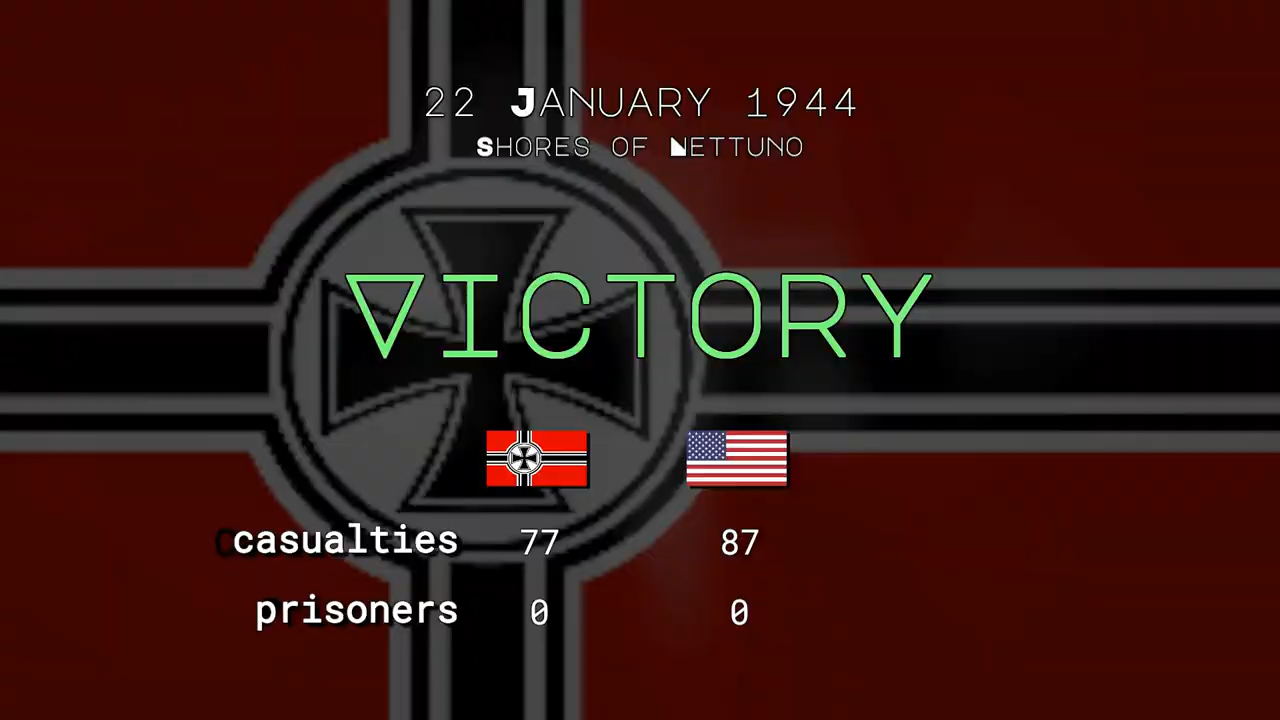 22 January 1944
Shores of Nettuno
VICTORY
casualties 77 87
prisoners 0 0